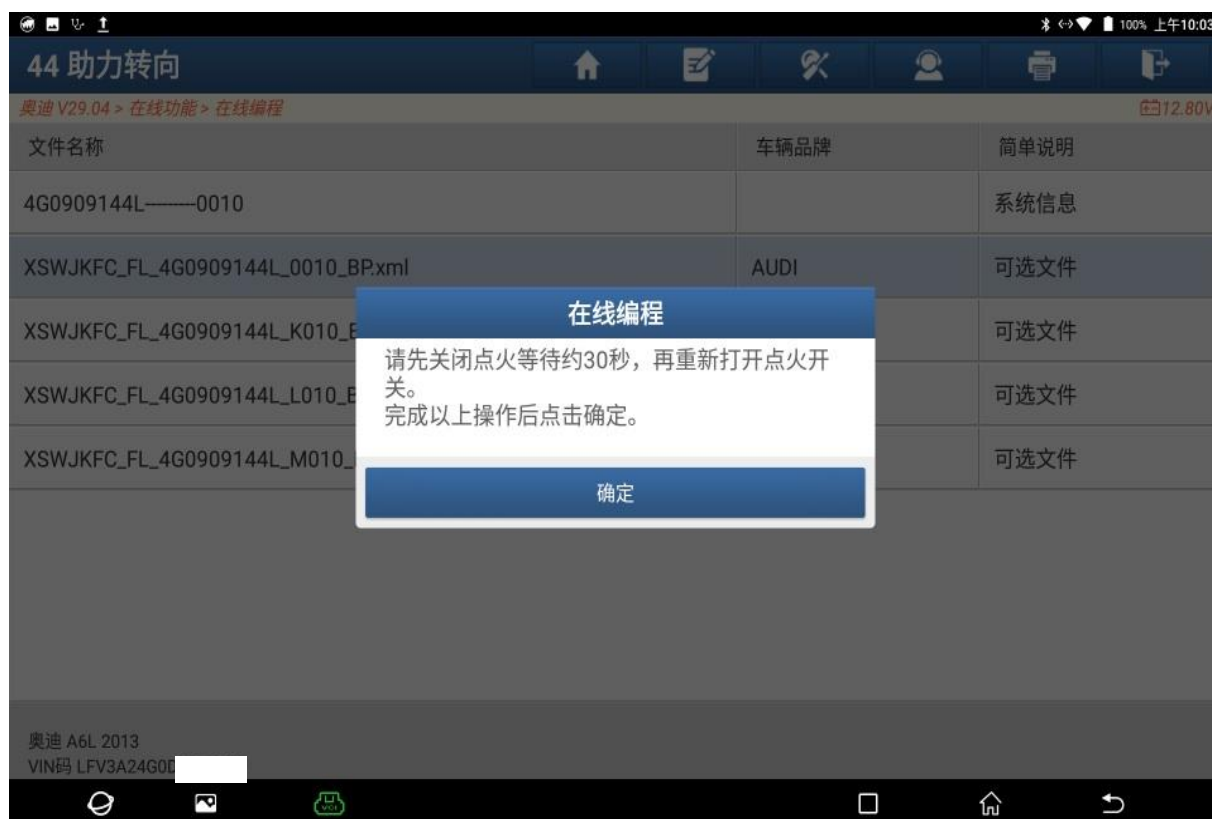 100% 上午10:03
44 助力转向
奥迪 V29.04 > 在线功能 > 在线编程
12.80V
文件名称 车辆品牌 简单说明
4G0909144L--------0010 系统信息
XSWJKFC_FL_4G0909144L_0010_BP.xml AUDI 可选文件
XSWJKFC_FL_4G0909144L_K010_ 可选文件
XSWJKFC_FL_4G0909144L_L010_ 可选文件
XSWJKFC_FL_4G0909144L_M010_ 可选文件
在线编程
请先关闭点火等待约30秒，再重新打开点火开
关。
完成以上操作后点击确定。
确定
奥迪 A6L 2013
VIN码 LFV3A24G0D
VCI